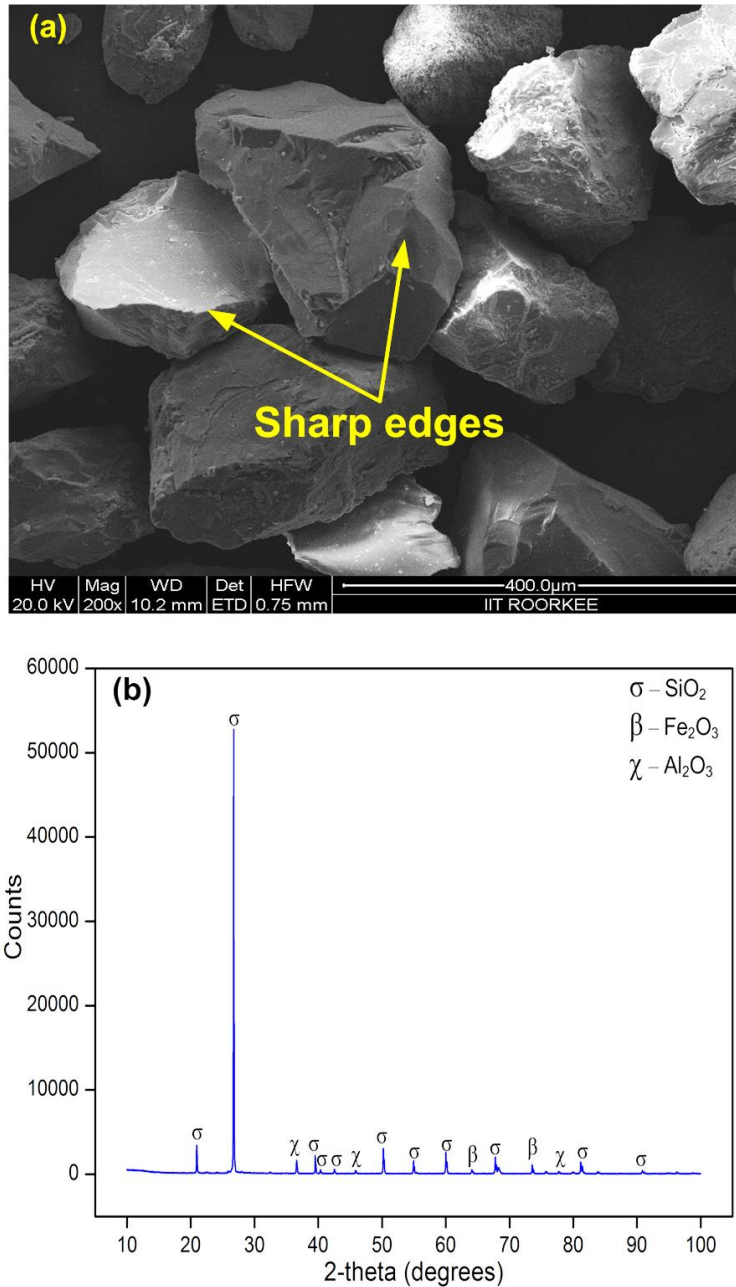 (a)
Sharp edges
HV Mag WD Det HFW 400.0µm
20.0 kV 200x 10.2 mm ETD 0.75 mm IIT ROORKEE
(b)
σ – SiO₂
β – Fe₂O₃
χ – Al₂O₃
σ
σ χ σ σ σ χ σ σ σ β σ β χ σ σ
60000
50000
40000
30000
20000
10000
0
Counts
10 20 30 40 50 60 70 80 90 100
2-theta (degrees)